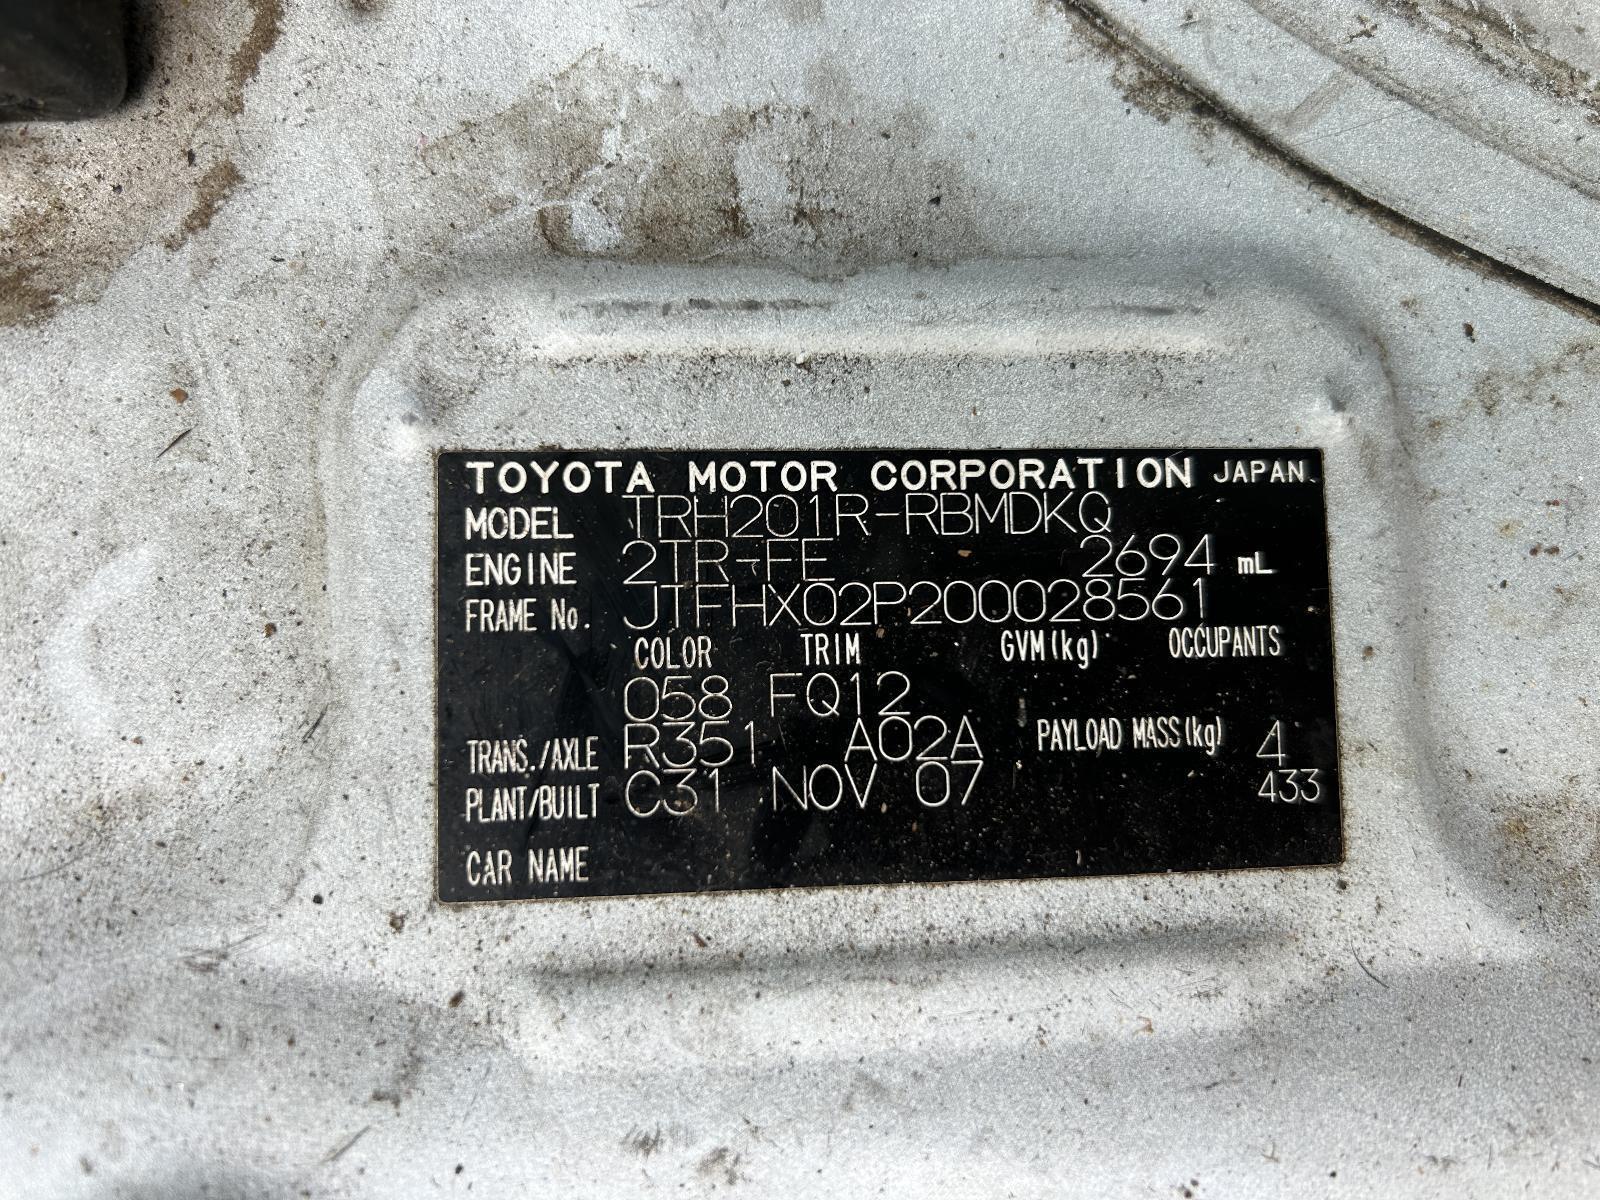 TOYOTA MOTOR CORPORATION JAPAN.
MODEL TRH201R-RBMDKQ
ENGINE 2TR-FE 2694 mL
FRAME No. JTFHX02P200028561
COLOR TRIM GVM(kg) OCCUPANTS
058 FQ12
TRANS./AXLE R351 A02A PAYLOAD MASS(kg) 4
PLANT/BUILT C31 NOV 07 433
CAR NAME